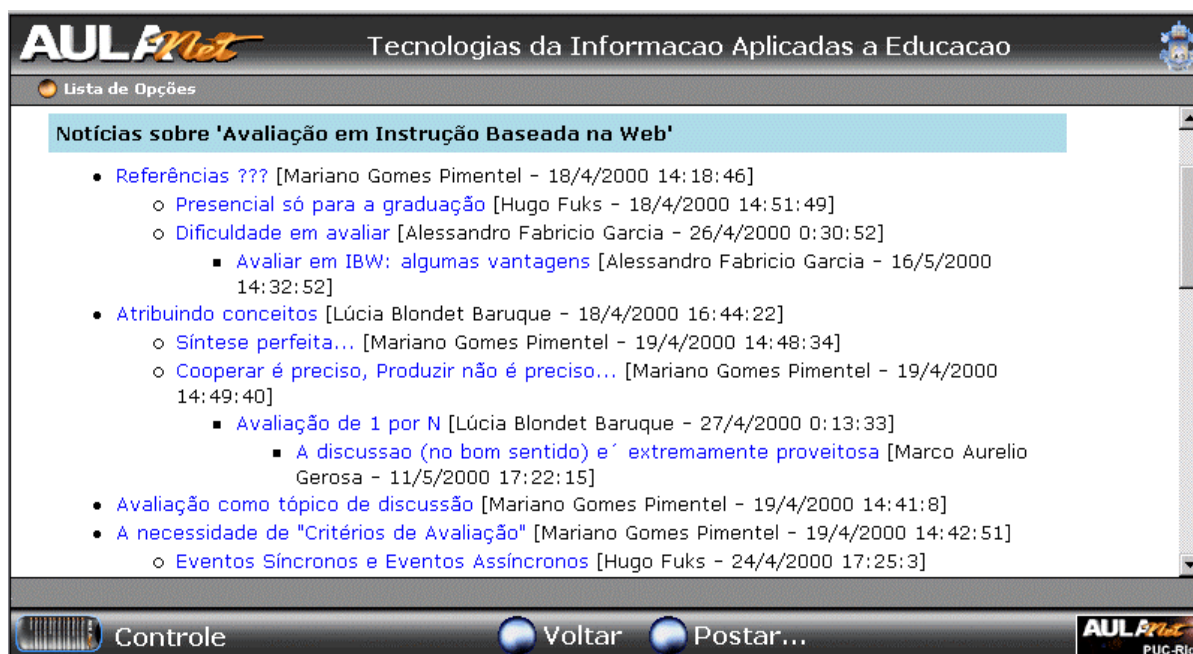 AULANet Tecnologias da Informacao Aplicadas a Educacao
Lista de Opções
Notícias sobre 'Avaliação em Instrução Baseada na Web'
Referências ??? [Mariano Gomes Pimentel - 18/4/2000 14:18:46]
Presencial só para a graduação [Hugo Fuks - 18/4/2000 14:51:49]
Dificuldade em avaliar [Alessandro Fabricio Garcia - 26/4/2000 0:30:52]
Avaliar em IBW: algumas vantagens [Alessandro Fabricio Garcia - 16/5/2000
14:32:52]
Atribuindo conceitos [Lúcia Blondet Baruque - 18/4/2000 16:44:22]
Síntese perfeita... [Mariano Gomes Pimentel - 19/4/2000 14:48:34]
Cooperar é preciso, Produzir não é preciso... [Mariano Gomes Pimentel - 19/4/2000
14:49:40]
Avaliação de 1 por N [Lúcia Blondet Baruque - 27/4/2000 0:13:33]
A discussao (no bom sentido) e´ extremamente proveitosa [Marco Aurelio
Gerosa - 11/5/2000 17:22:15]
Avaliação como tópico de discussão [Mariano Gomes Pimentel - 19/4/2000 14:41:8]
A necessidade de "Critérios de Avaliação" [Mariano Gomes Pimentel - 19/4/2000 14:42:51]
Eventos Síncronos e Eventos Assíncronos [Hugo Fuks - 24/4/2000 17:25:3]
Controle Voltar Postar... AULANet
PUC-Rio